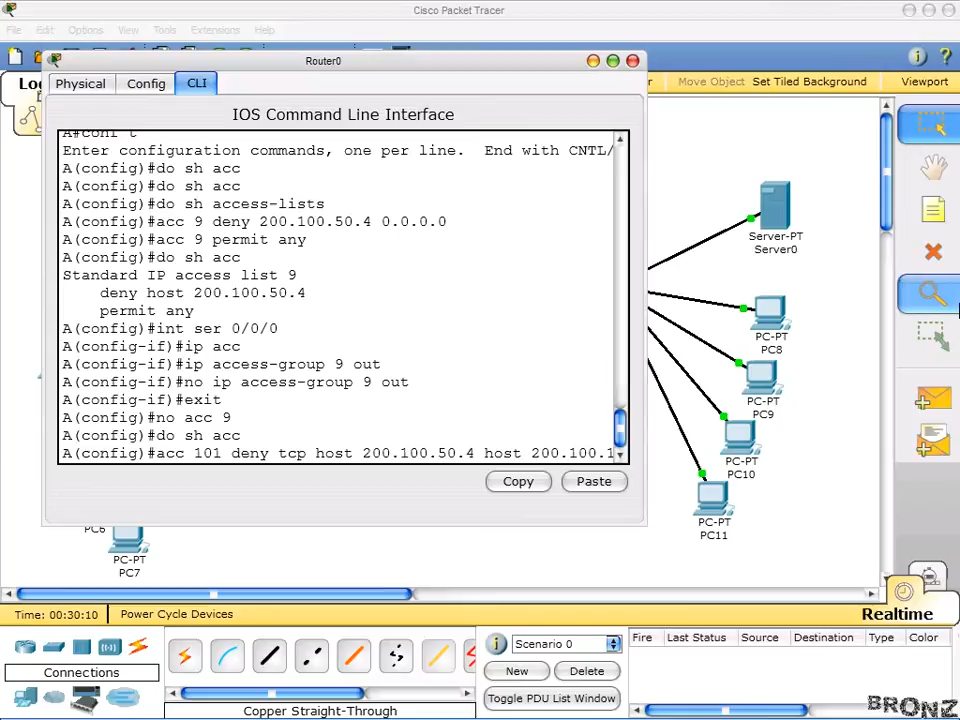 Cisco Packet Tracer
File Edit Options View Tools Extensions Help
Router0
Move Object Set Tiled Background Viewport
Physical Config CLI
IOS Command Line Interface
A#conf t
Enter configuration commands, one per line. End with CNTL/
A(config)#do sh acc
A(config)#do sh acc
A(config)#do sh access-lists
A(config)#acc 9 deny 200.100.50.4 0.0.0.0
A(config)#acc 9 permit any
A(config)#do sh acc
Standard IP access list 9
deny host 200.100.50.4
permit any
A(config)#int ser 0/0/0
A(config-if)#ip acc
A(config-if)#ip access-group 9 out
A(config-if)#no ip access-group 9 out
A(config-if)#exit
A(config)#no acc 9
A(config)#do sh acc
A(config)#acc 101 deny tcp host 200.100.50.4 host 200.100.1
Copy Paste
Server-PT
Server0
PC-PT
PC8
PC-PT
PC9
PC-PT
PC10
PC-PT
PC11
PC6
PC-PT
PC7
Time: 00:30:10 Power Cycle Devices
Realtime
Connections
Copper Straight-Through
Scenario 0
New Delete
Toggle PDU List Window
Fire Last Status Source Destination Type Color
BRONZ